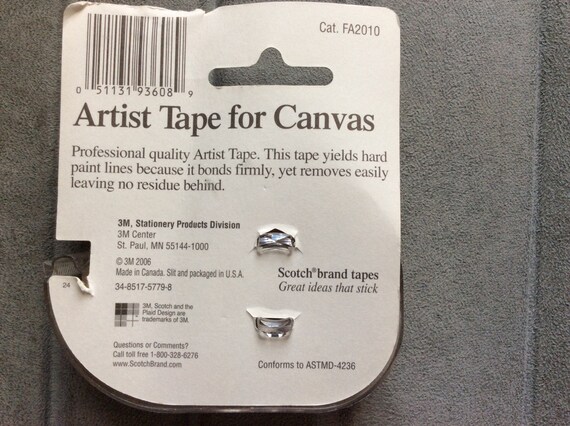 Cat. FA2010
0 51131 93608 9
Artist Tape for Canvas
Professional quality Artist Tape. This tape yields hard
paint lines because it bonds firmly, yet removes easily
leaving no residue behind.
3M, Stationery Products Division
3M Center
St. Paul, MN 55144-1000
© 3M 2006
Made in Canada. Slit and packaged in U.S.A.
34-8517-5779-8
24
Scotch® brand tapes
Great ideas that stick
3M, Scotch and the
Plaid Design are
trademarks of 3M.
Questions or Comments?
Call toll free 1-800-328-6276
www.ScotchBrand.com
Conforms to ASTMD-4236